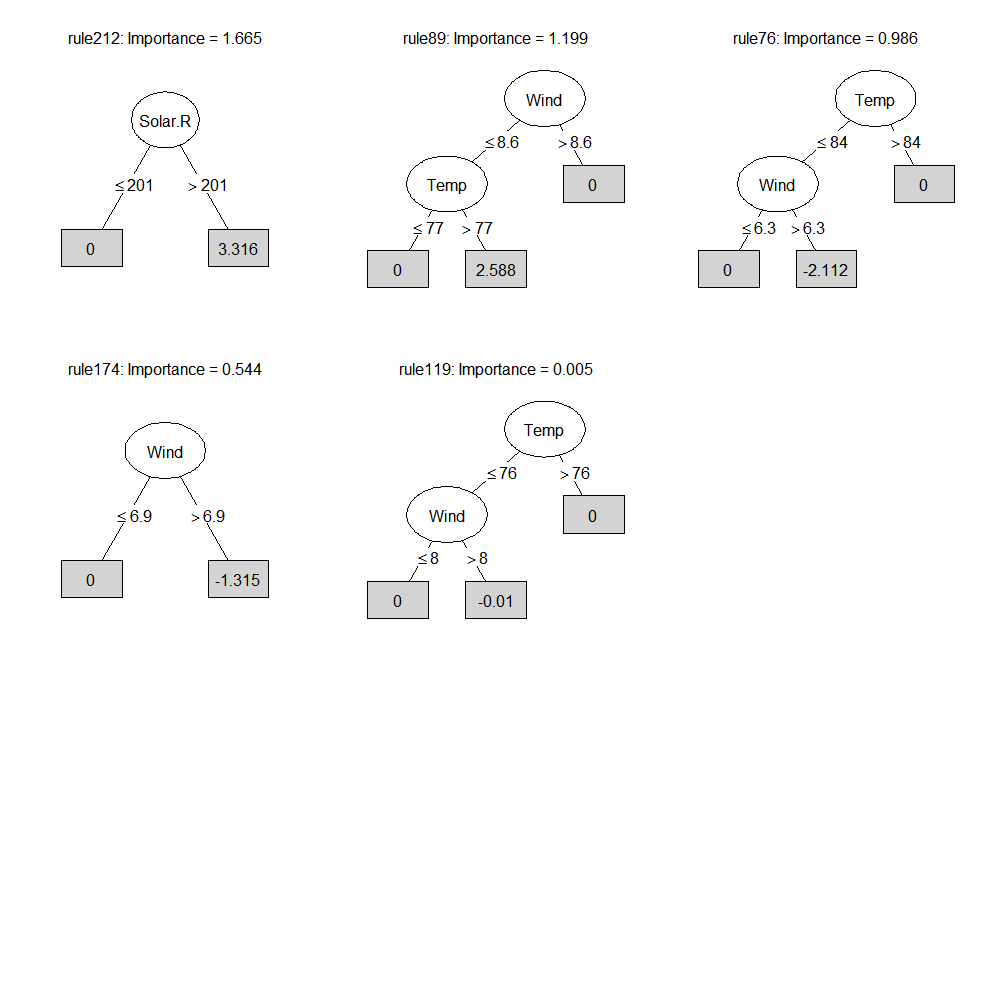 rule212: Importance = 1.665
Solar.R
≤201 >201
0 3.316
rule89: Importance = 1.199
Wind
≤8.6 >8.6
Temp 0
≤77 >77
0 2.588
rule76: Importance = 0.986
Temp
≤84 >84
Wind 0
≤6.3 >6.3
0 -2.112
rule174: Importance = 0.544
Wind
≤6.9 >6.9
0 -1.315
rule119: Importance = 0.005
Temp
≤76 >76
Wind 0
≤8 >8
0 -0.01